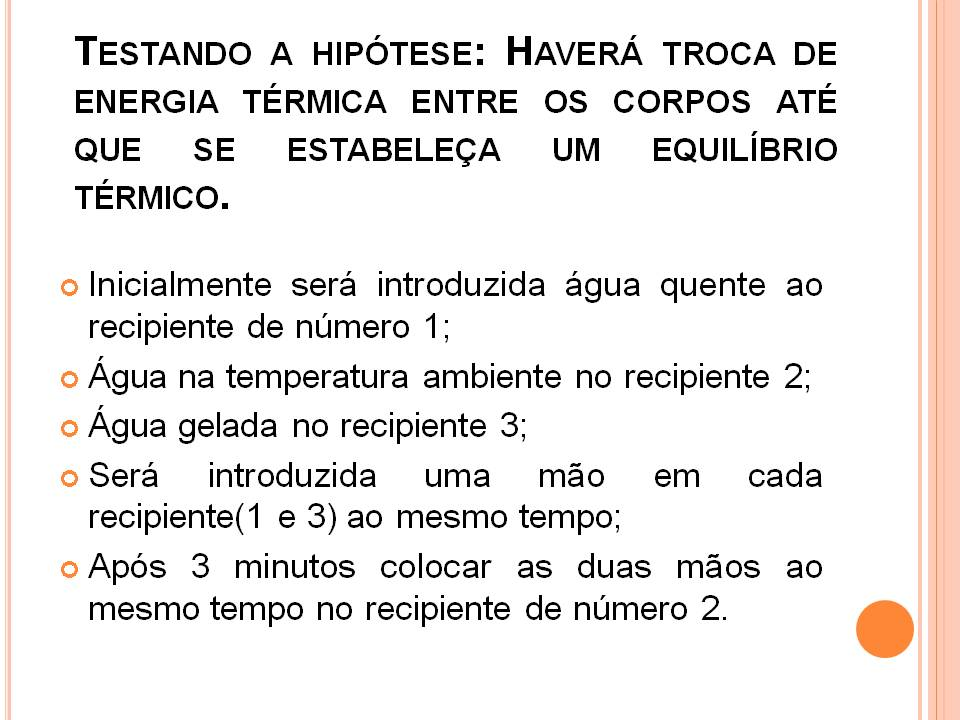 Testando a hipótese: Haverá troca de
energia térmica entre os corpos até
que se estabeleça um equilíbrio
térmico.
Inicialmente será introduzida água quente ao
recipiente de número 1;
Água na temperatura ambiente no recipiente 2;
Água gelada no recipiente 3;
Será introduzida uma mão em cada
recipiente(1 e 3) ao mesmo tempo;
Após 3 minutos colocar as duas mãos ao
mesmo tempo no recipiente de número 2.